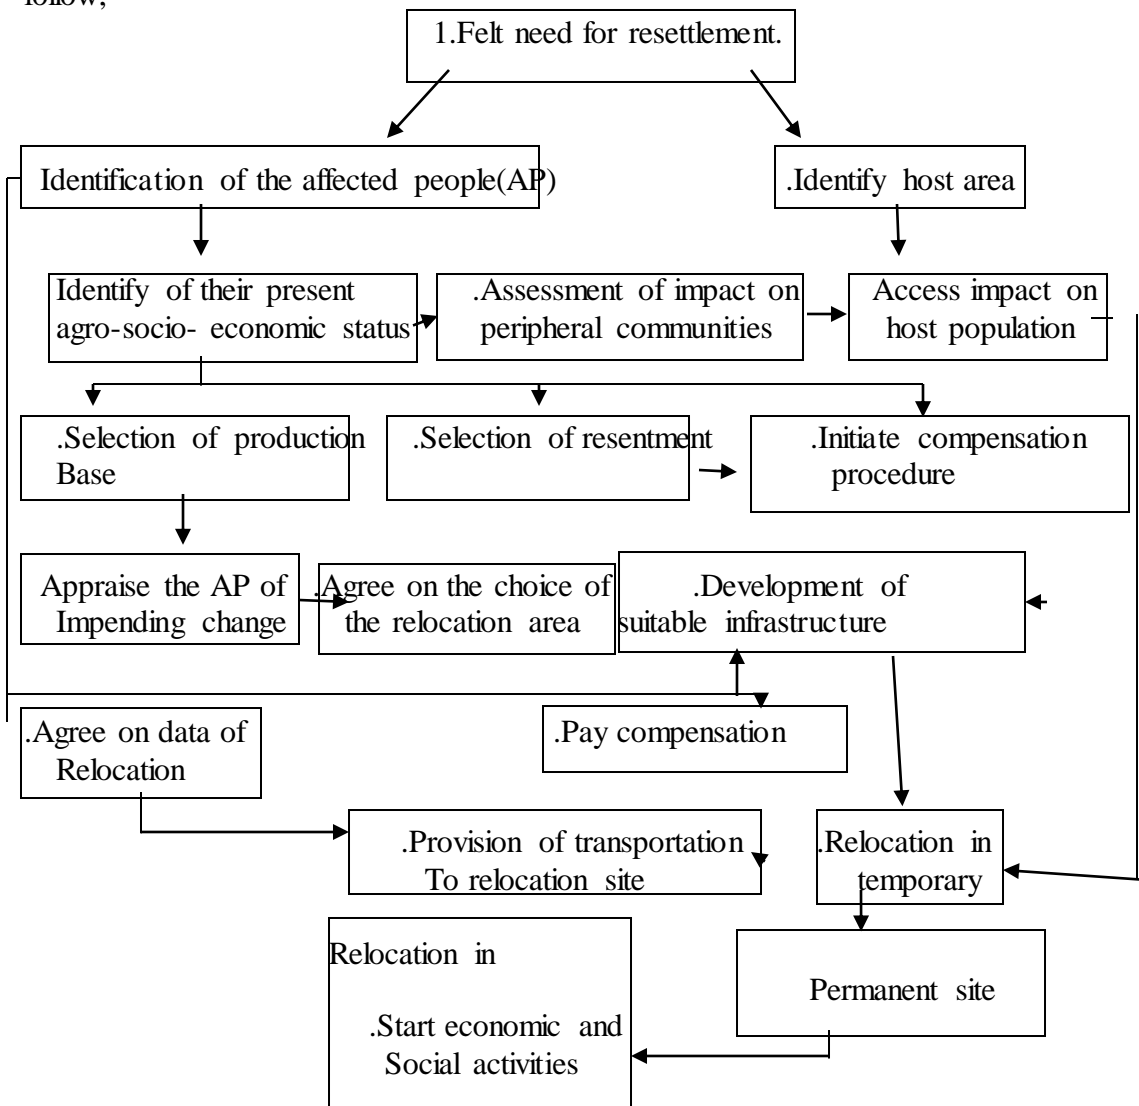 follow;
1.Felt need for resettlement.
Identification of the affected people(AP)
.Identify host area
Identify of their present
agro-socio- economic status
.Assessment of impact on
peripheral communities
Access impact on
host population
.Selection of production
Base
.Selection of resentment
.Initiate compensation
procedure
Appraise the AP of
Impending change
.Agree on the choice of
the relocation area
.Development of
suitable infrastructure
.Agree on data of
Relocation
.Pay compensation
.Provision of transportation
To relocation site
.Relocation in
temporary
Relocation in
.Start economic and
Social activities
Permanent site